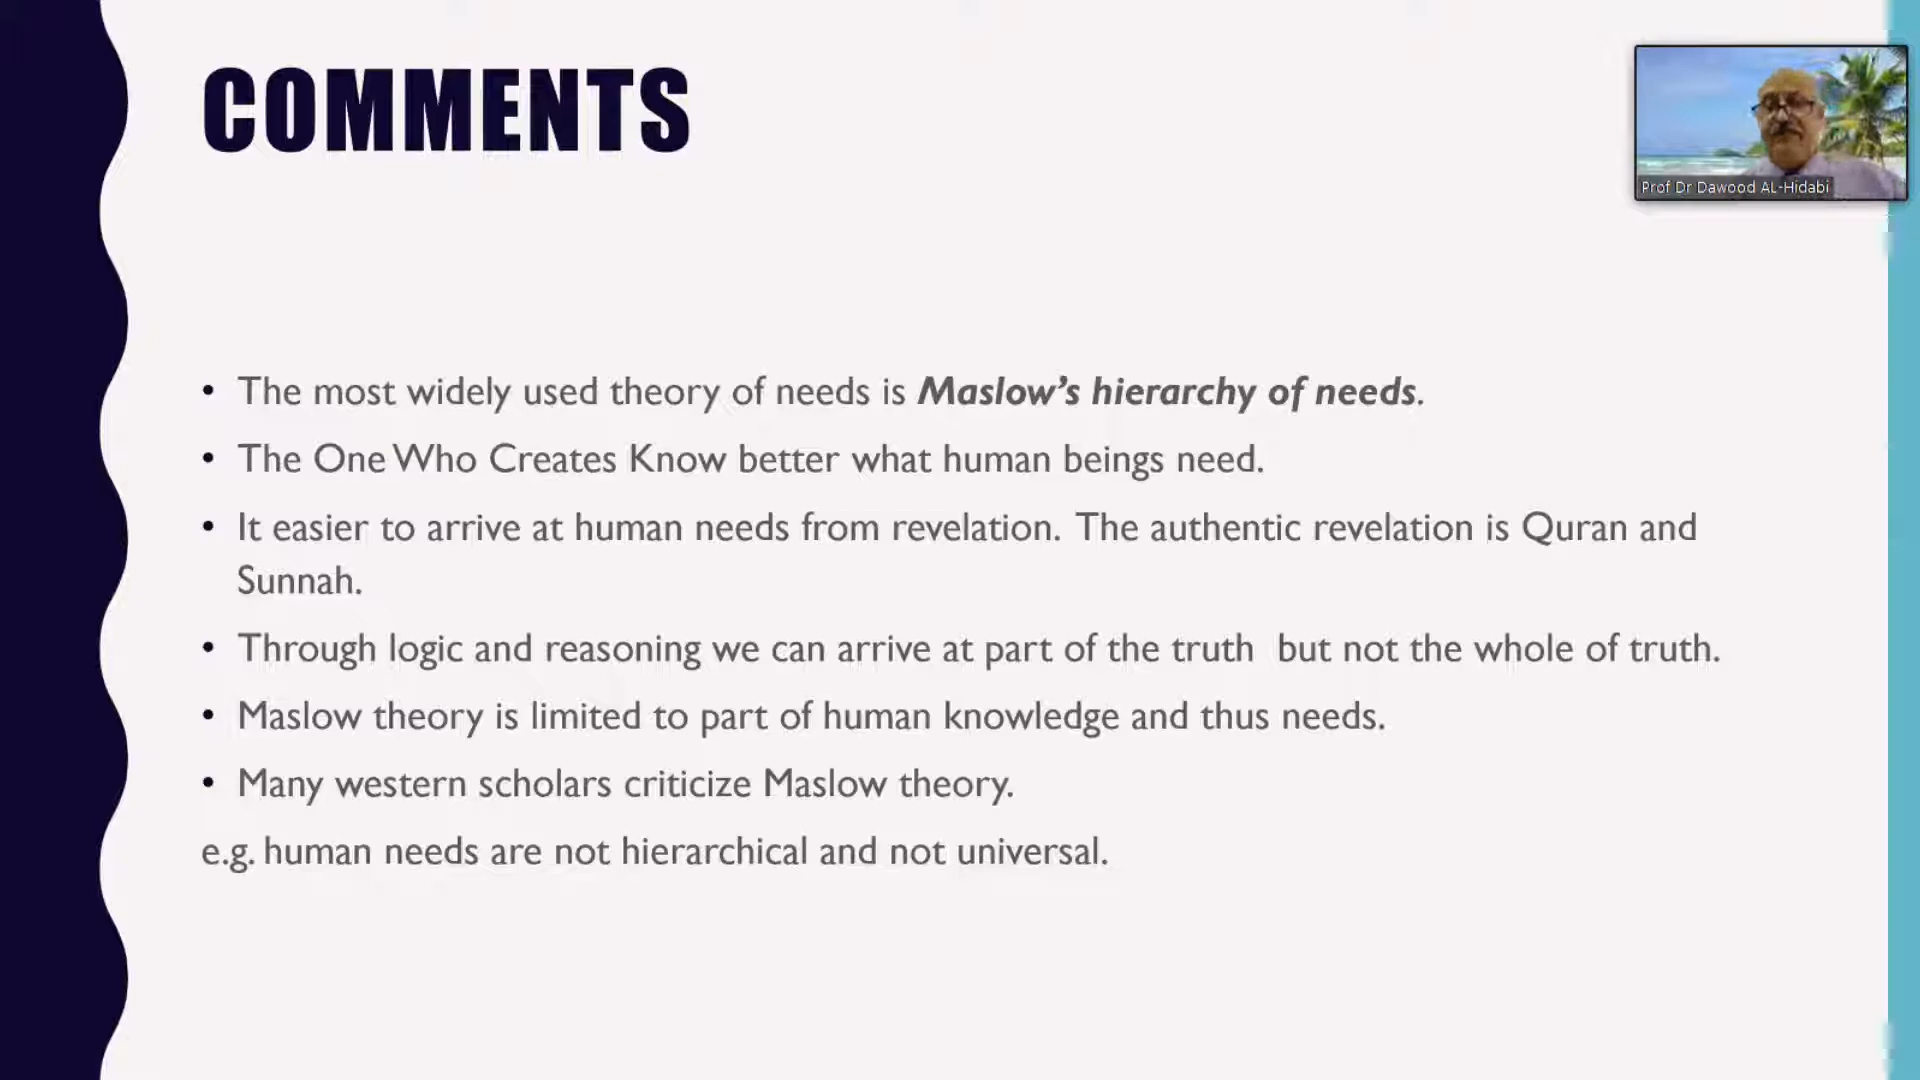 COMMENTS
Prof Dr Dawood AL-Hidabi
• The most widely used theory of needs is Maslow’s hierarchy of needs.
• The One Who Creates Know better what human beings need.
• It easier to arrive at human needs from revelation. The authentic revelation is Quran and
Sunnah.
• Through logic and reasoning we can arrive at part of the truth but not the whole of truth.
• Maslow theory is limited to part of human knowledge and thus needs.
• Many western scholars criticize Maslow theory.
e.g. human needs are not hierarchical and not universal.